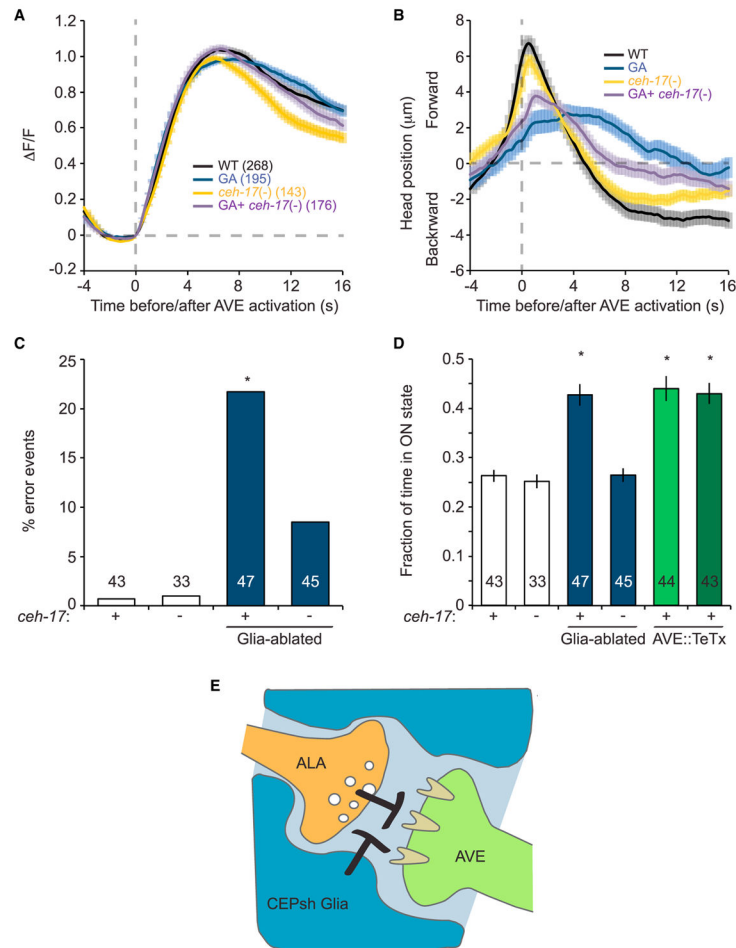 A
1.2
1.0
0.8
0.6
0.4
0.2
0
-0.2
ΔF/F
WT (268)
GA (195)
ceh-17(-) (143)
GA+ ceh-17(-) (176)
-4
0
4
8
12
16
Time before/after AVE activation (s)
B
8
6
4
2
0
-2
-4
-6
Head position (μm)
Forward
Backrward
WT
GA
ceh-17(-)
GA+ ceh-17(-)
-4
0
4
8
12
16
Time before/after AVE activation (s)
C
25
20
15
10
5
0
% error events
*
43
33
47
45
ceh-17:
+
-
+
-
Glia-ablated
D
0.5
0.4
0.3
0.2
0.1
0
Fraction of time in ON state
*
*
*
43
33
47
45
44
43
ceh-17:
+
-
+
-
+
+
Glia-ablated
AVE::TeTx
E
ALA
AVE
CEPsh Glia